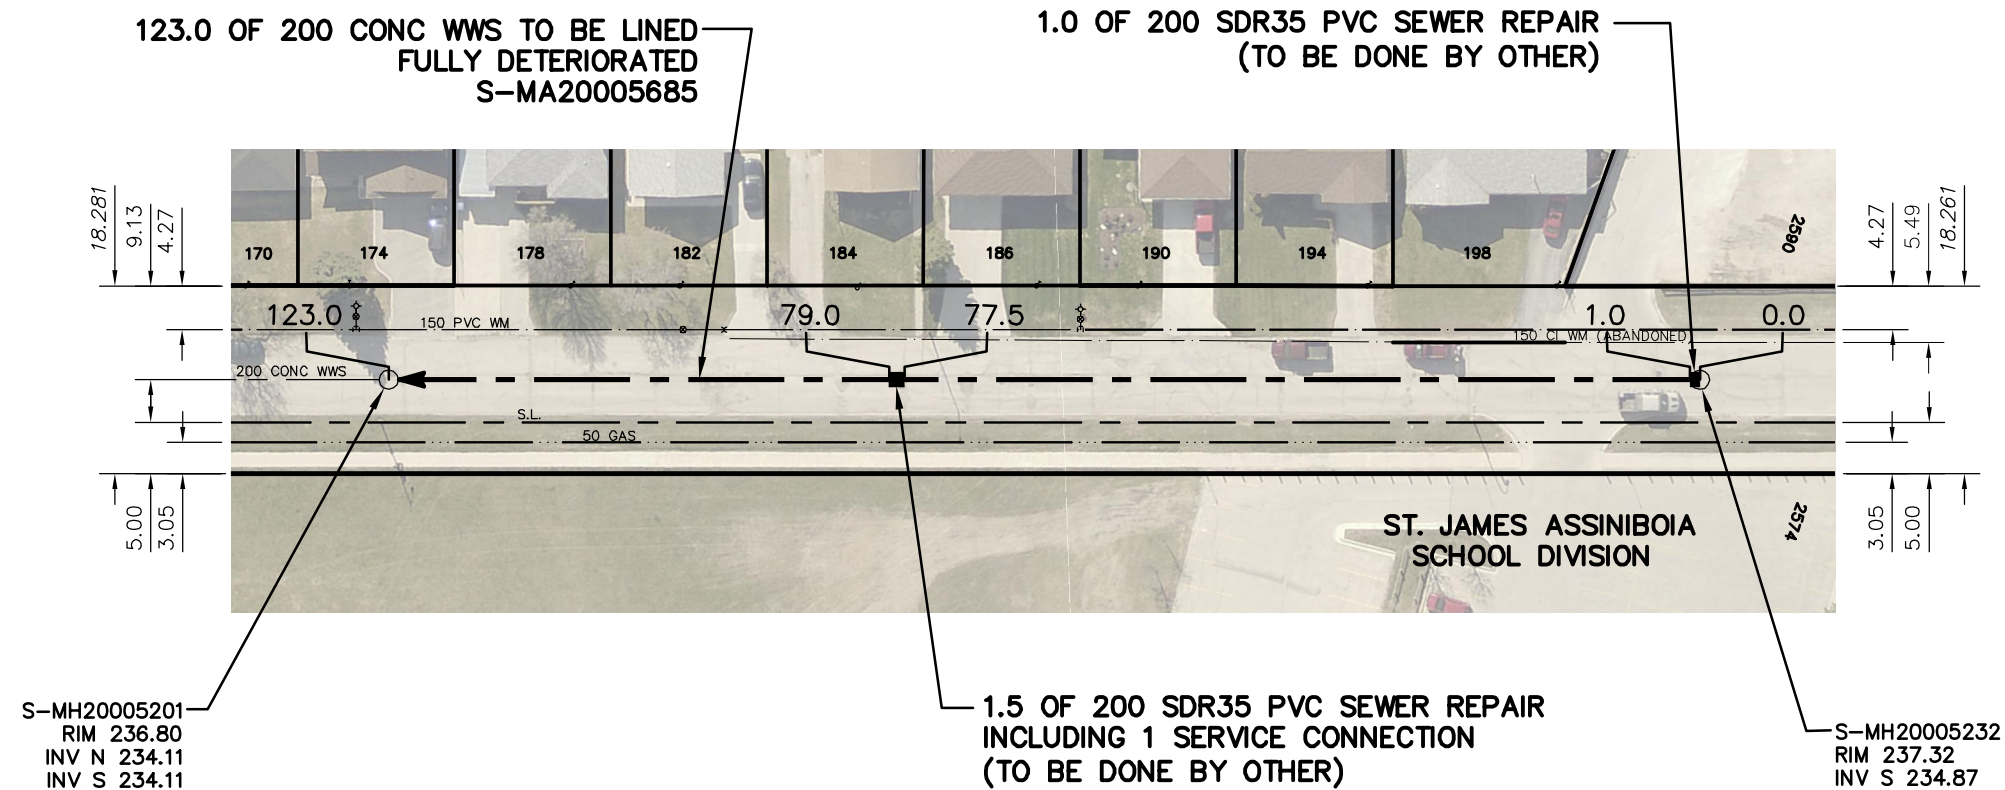 123.0 OF 200 CONC WWS TO BE LINED
FULLY DETERIORATED
S-MA20005685
1.0 OF 200 SDR35 PVC SEWER REPAIR
(TO BE DONE BY OTHER)
18.281
9.13
4.27
4.27
5.49
18.261
170
174
178
182
184
186
190
194
198
2590
123.0
150 PVC WM
79.0
77.5
1.0
0.0
150 CI WM (ABANDONED)
200 CONC WWS
S.L.
50 GAS
5.00
3.05
3.05
5.00
ST. JAMES ASSINIBOIA
SCHOOL DIVISION
2574
S-MH20005201
RIM 236.80
INV N 234.11
INV S 234.11
1.5 OF 200 SDR35 PVC SEWER REPAIR
INCLUDING 1 SERVICE CONNECTION
(TO BE DONE BY OTHER)
S-MH20005232
RIM 237.32
INV S 234.87